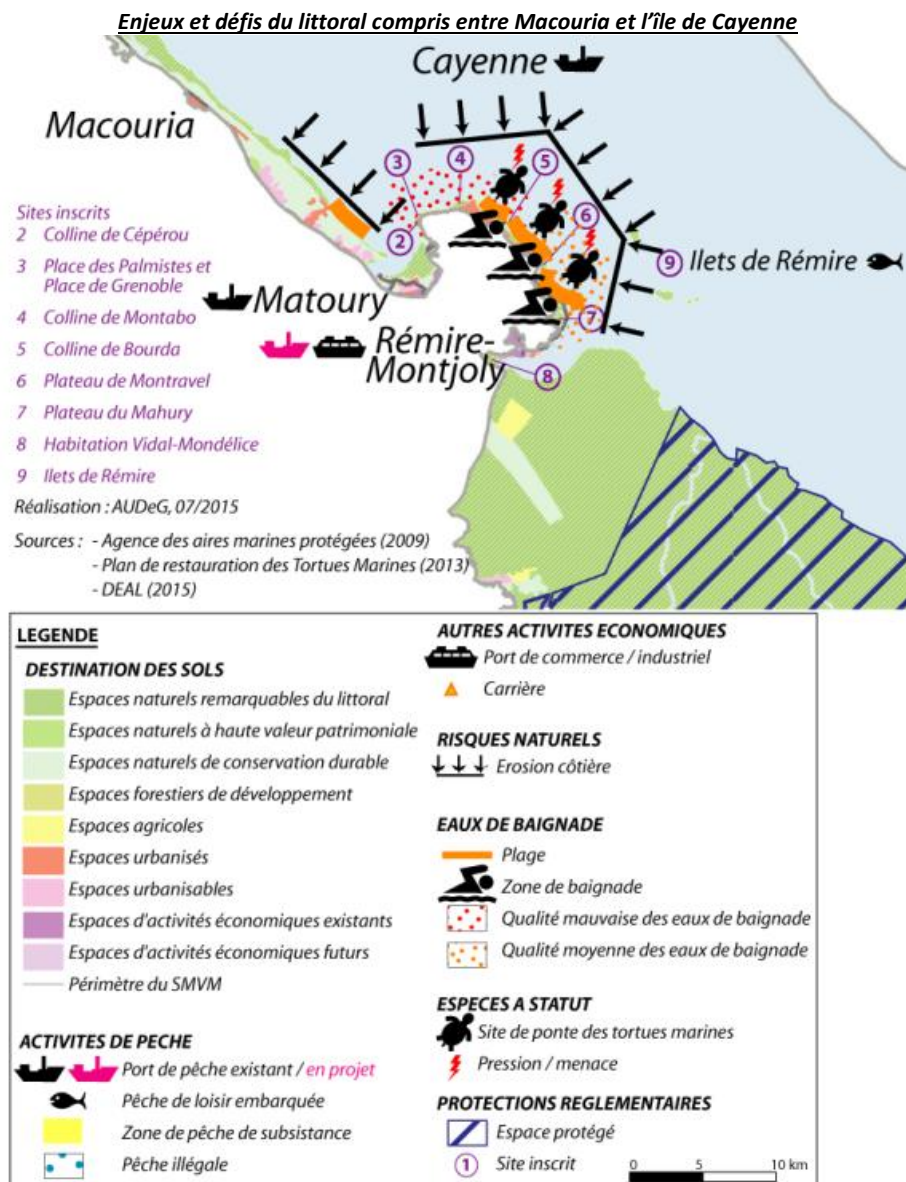 Enjeux et défis du littoral compris entre Macouria et l'île de Cayenne
Cayenne
Macouria
3
4
5
6
2
9 Ilets de Rémire
Matoury
Rémire-
Montjoly
7
8
Sites inscrits
2 Colline de Cépérou
3 Place des Palmistes et
Place de Grenoble
4 Colline de Montabo
5 Colline de Bourda
6 Plateau de Montravel
7 Plateau du Mahury
8 Habitation Vidal-Mondélice
9 Ilets de Rémire
Réalisation : AUDeG, 07/2015
Sources : - Agence des aires marines protégées (2009)
- Plan de restauration des Tortues Marines (2013)
- DEAL (2015)
LEGENDE
DESTINATION DES SOLS
Espaces naturels remarquables du littoral
Espaces naturels à haute valeur patrimoniale
Espaces naturels de conservation durable
Espaces forestiers de développement
Espaces agricoles
Espaces urbanisés
Espaces urbanisables
Espaces d'activités économiques existants
Espaces d'activités économiques futurs
Périmètre du SMVM
ACTIVITES DE PECHE
Port de pêche existant / en projet
Pêche de loisir embarquée
Zone de pêche de subsistance
Pêche illégale
AUTRES ACTIVITES ECONOMIQUES
Port de commerce / industriel
Carrière
RISQUES NATURELS
Erosion côtière
EAUX DE BAIGNADE
Plage
Zone de baignade
Qualité mauvaise des eaux de baignade
Qualité moyenne des eaux de baignade
ESPECES A STATUT
Site de ponte des tortues marines
Pression / menace
PROTECTIONS REGLEMENTAIRES
Espace protégé
1 Site inscrit
0 5 10 km